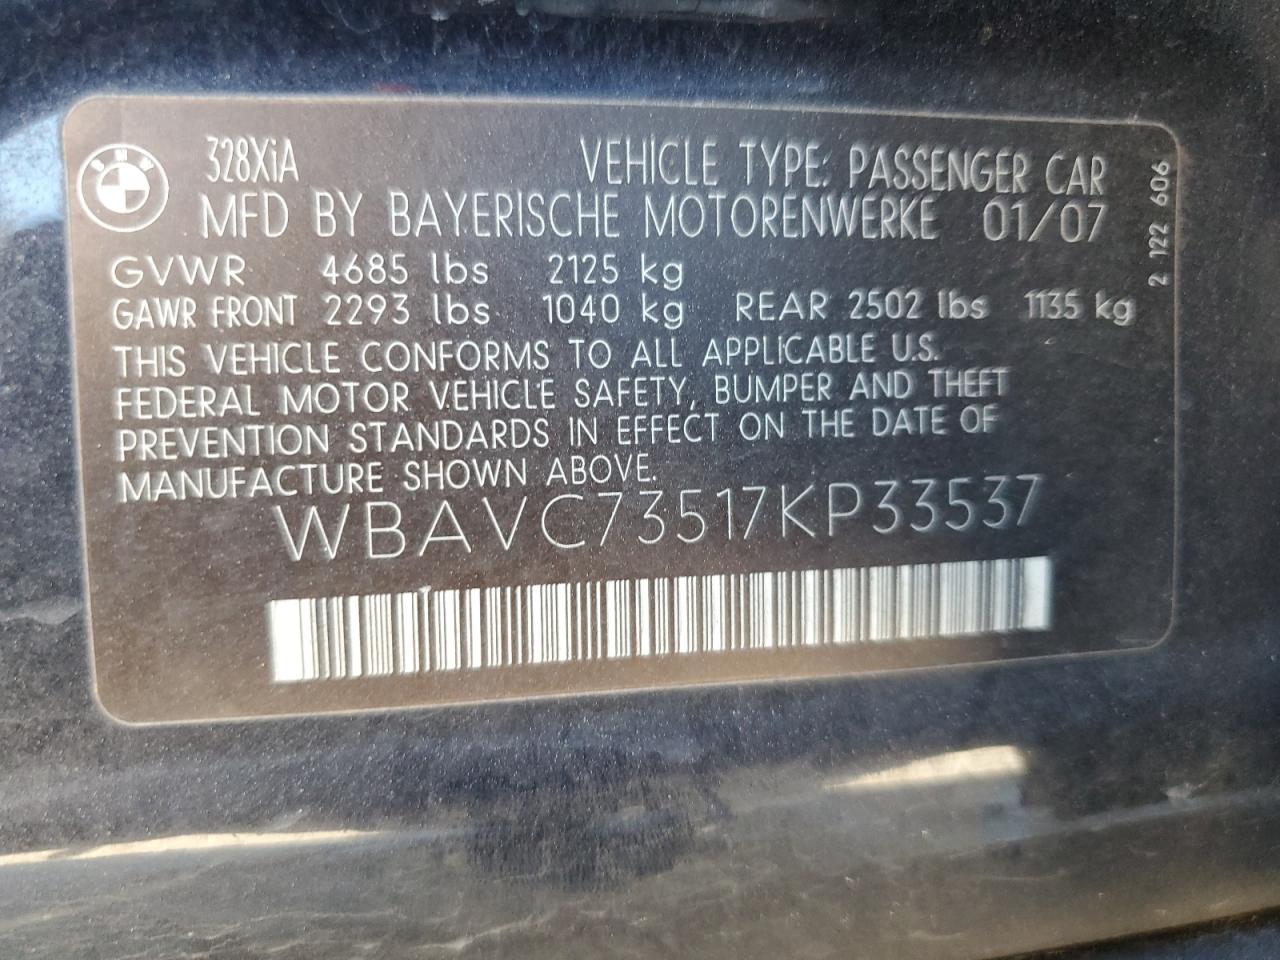 BMW
328XiA VEHICLE TYPE: PASSENGER CAR
MFD BY BAYERISCHE MOTORENWERKE 01/07
GVWR 4685 lbs 2125 kg
GAWR FRONT 2293 lbs 1040 kg REAR 2502 lbs 1135 kg
THIS VEHICLE CONFORMS TO ALL APPLICABLE U.S.
FEDERAL MOTOR VEHICLE SAFETY, BUMPER AND THEFT
PREVENTION STANDARDS IN EFFECT ON THE DATE OF
MANUFACTURE SHOWN ABOVE.
WBAVC73517KP33537
2 122 606